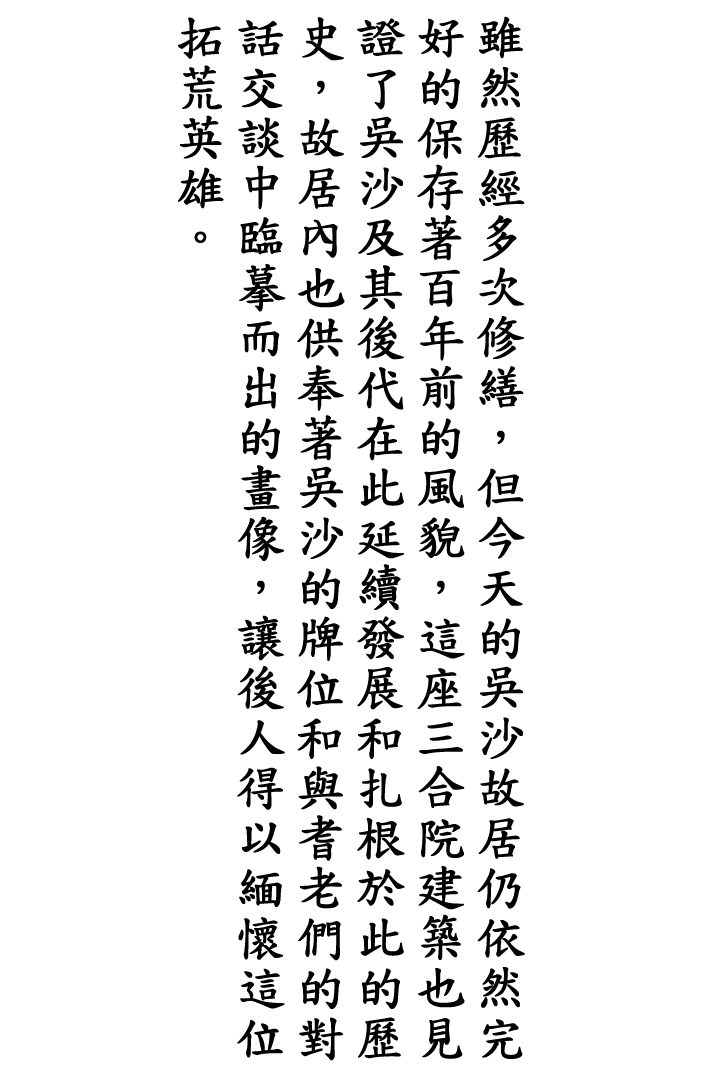 雖然歷經多次修繕，但今天的吳沙故居仍依然完
好的保存著百年前的風貌，這座三合院建築也見
證了吳沙及其後代在此延續發展和扎根於此的歷
史，故居內也供奉著吳沙的牌位和與耆老們的對
話交談中臨摹而出的畫像，讓後人得以緬懷這位
拓荒英雄。